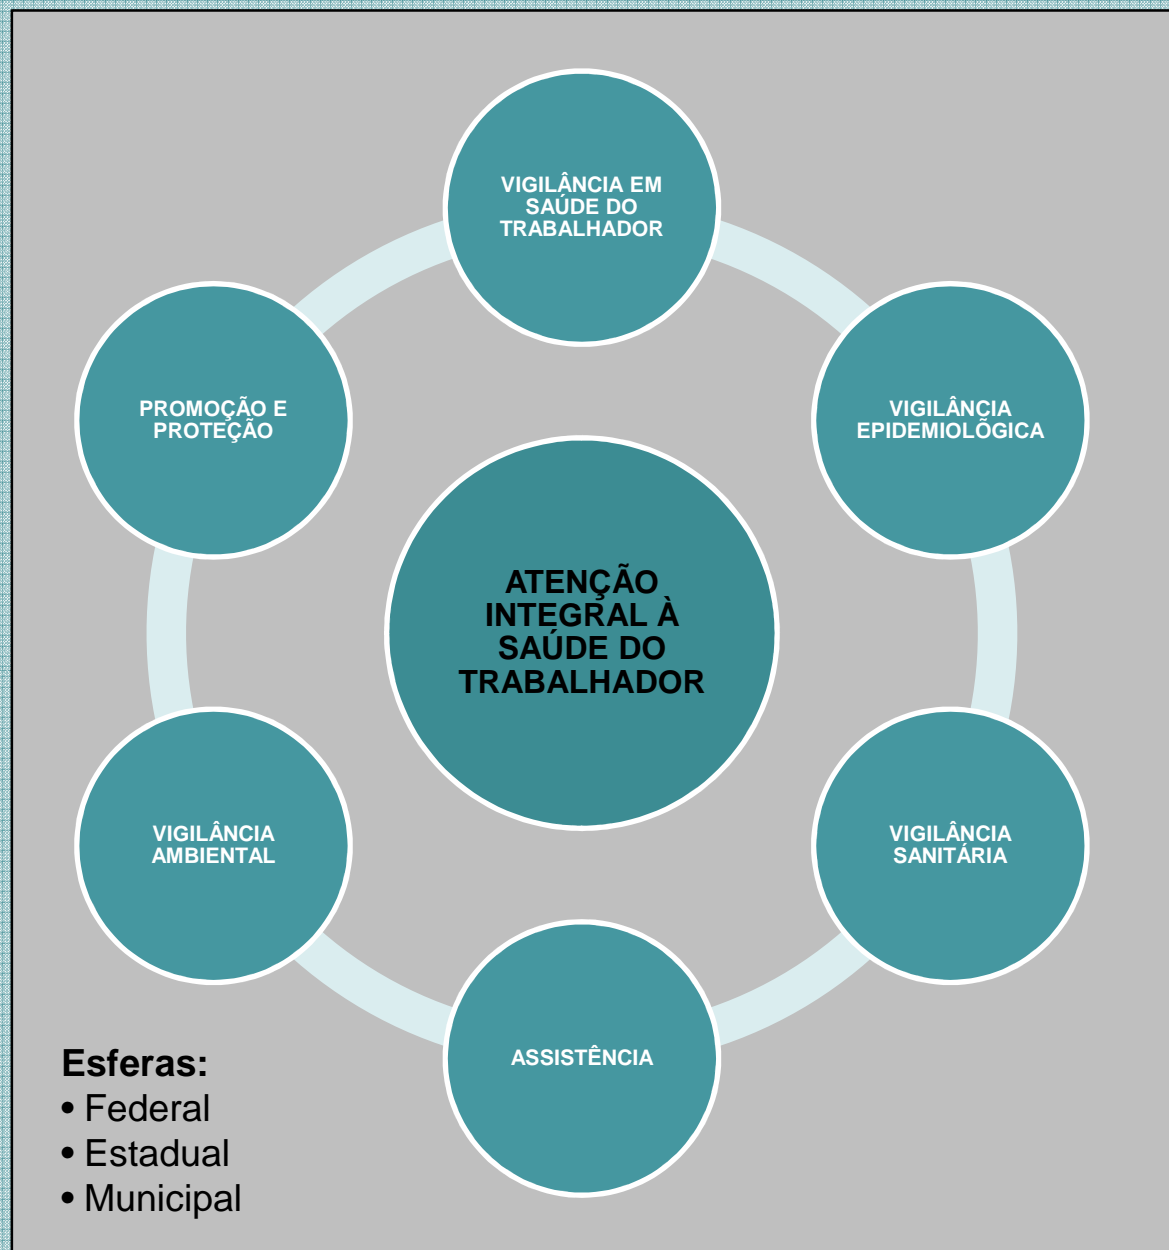 VIGILÂNCIA EM
SAÚDE DO
TRABALHADOR
PROMOÇÃO E
PROTEÇÃO
VIGILÂNCIA
EPIDEMIOLÕGICA
ATENÇÃO
INTEGRAL À
SAÚDE DO
TRABALHADOR
VIGILÂNCIA
AMBIENTAL
VIGILÂNCIA
SANITÁRIA
ASSISTÊNCIA
Esferas:
• Federal
• Estadual
• Municipal